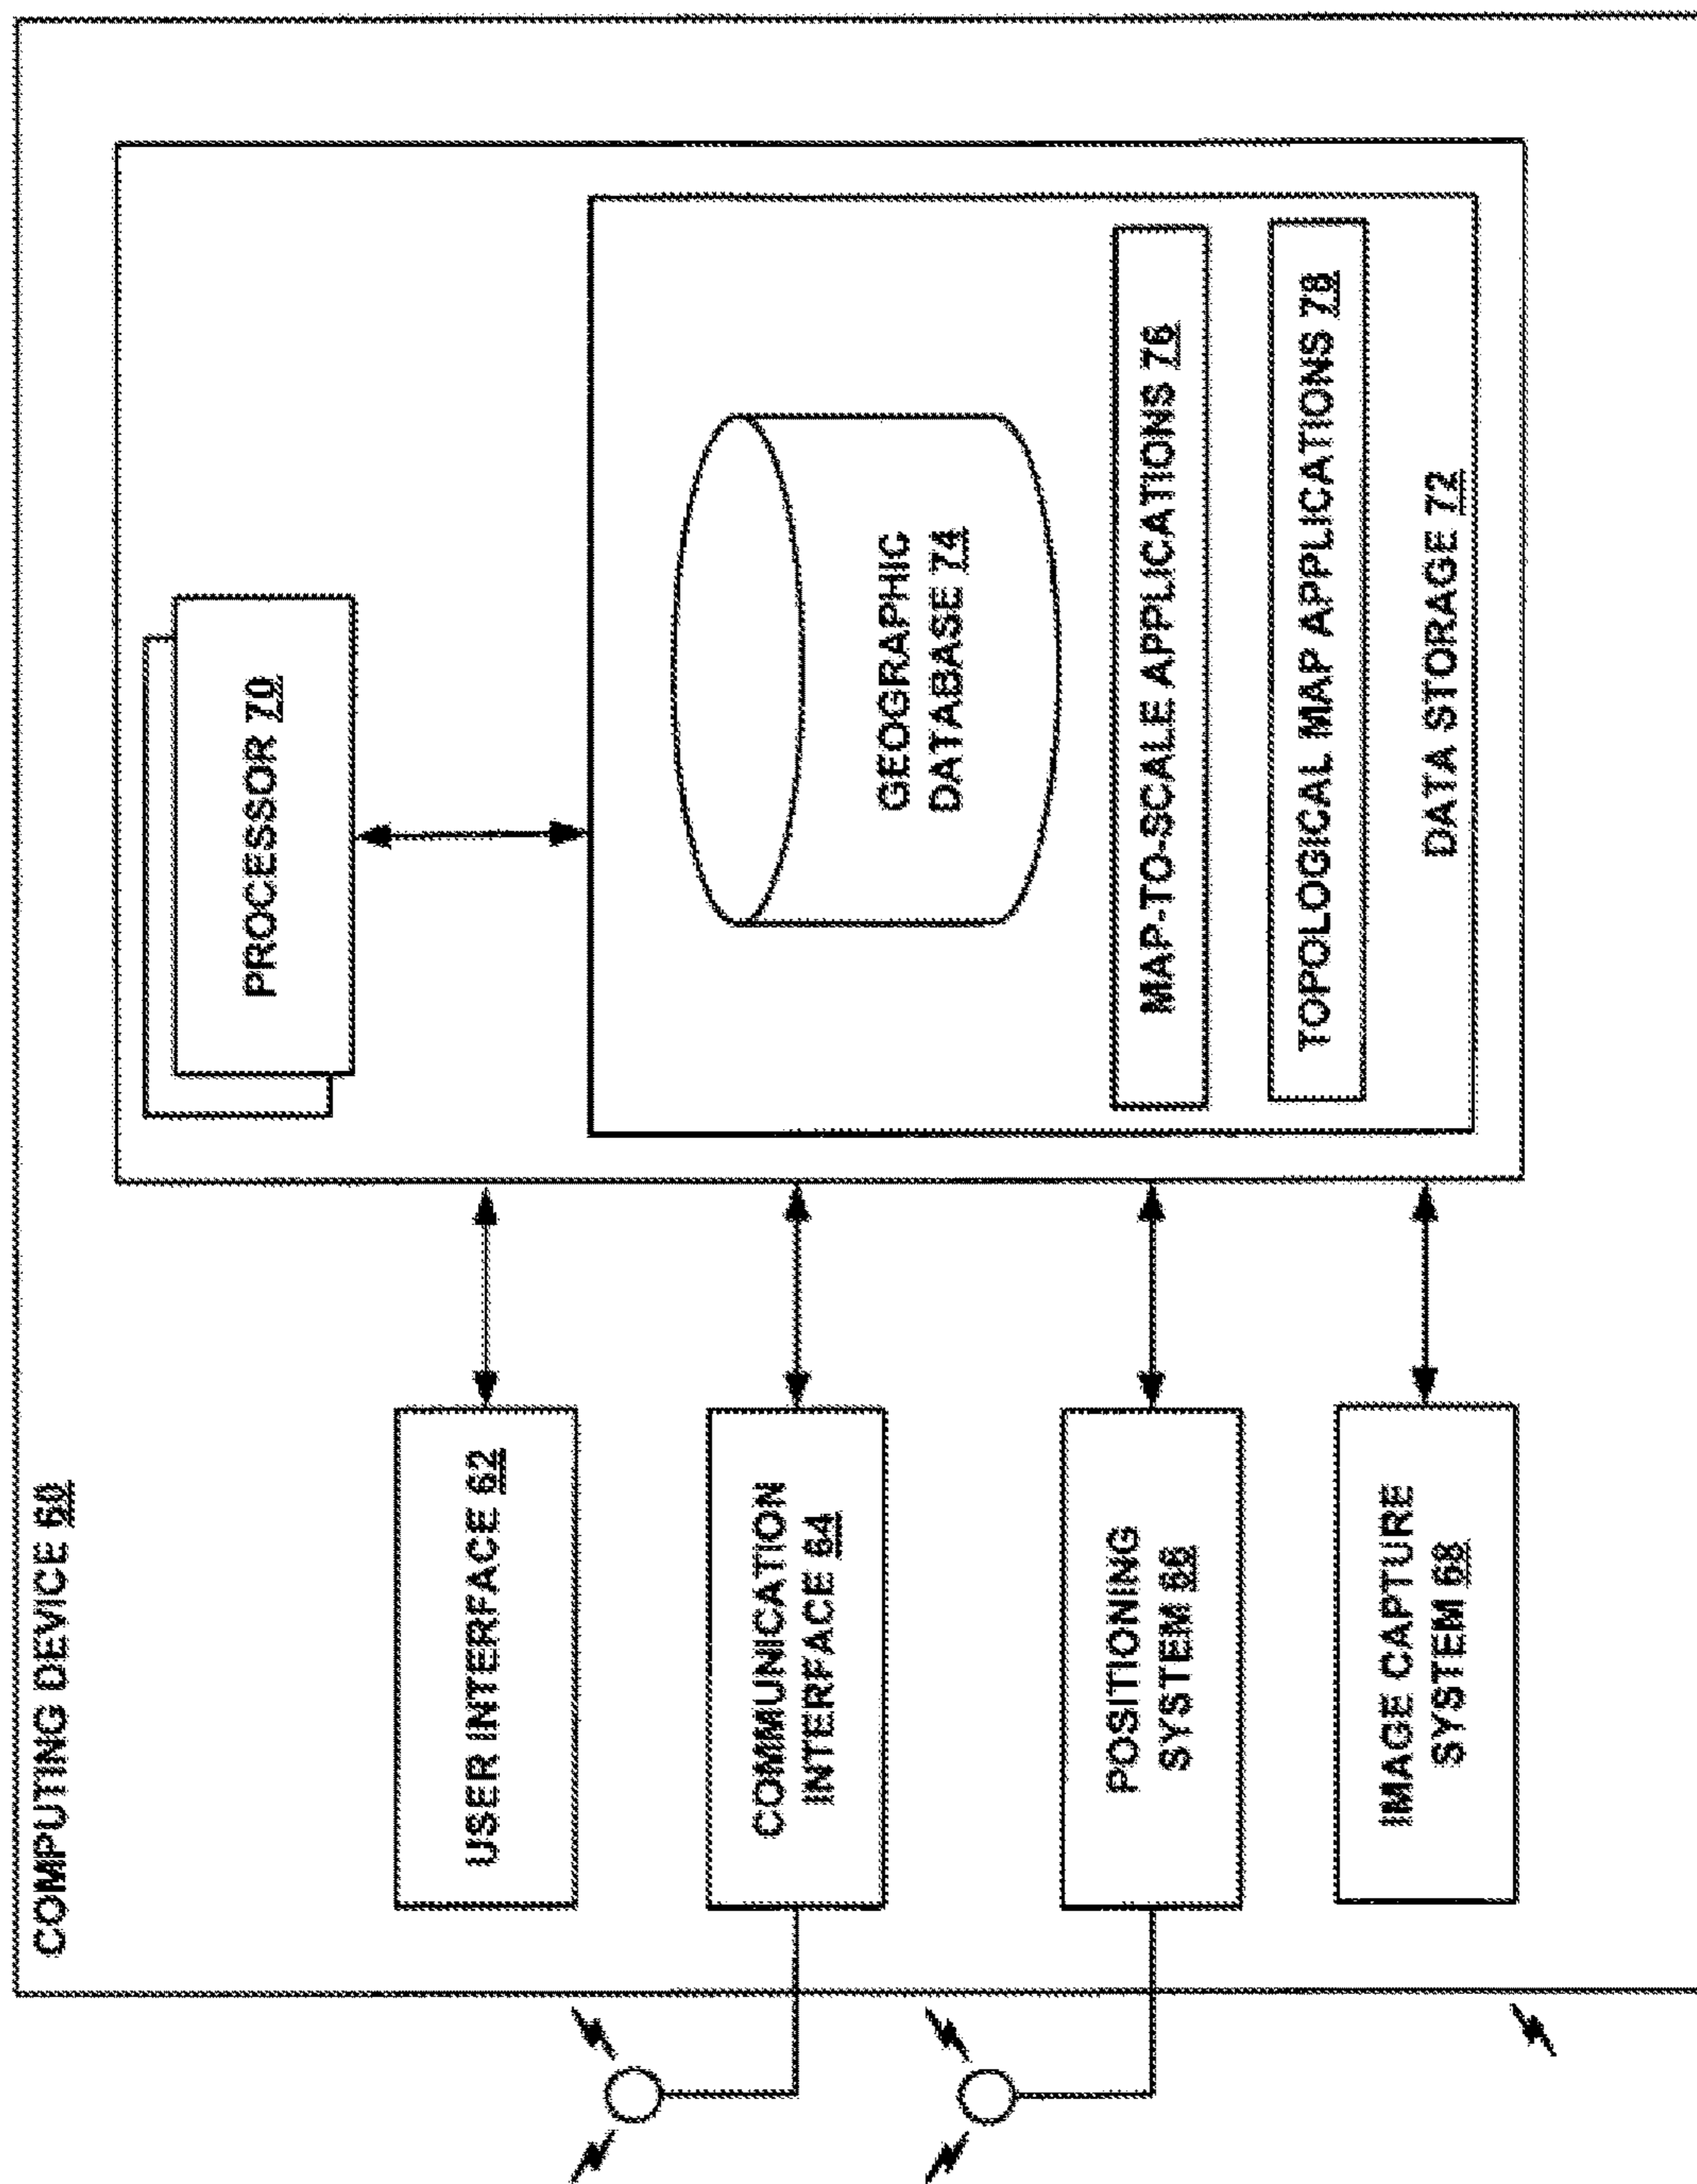 COMPUTING DEVICE 60
USER INTERFACE 62
COMMUNICATION
INTERFACE 64
POSITIONING
SYSTEM 66
IMAGE CAPTURE
SYSTEM 68
PROCESSOR 70
GEOGRAPHIC
DATABASE 74
MAP-TO-SCALE APPLICATIONS 76
TOPOLOGICAL MAP APPLICATIONS 78
DATA STORAGE 72